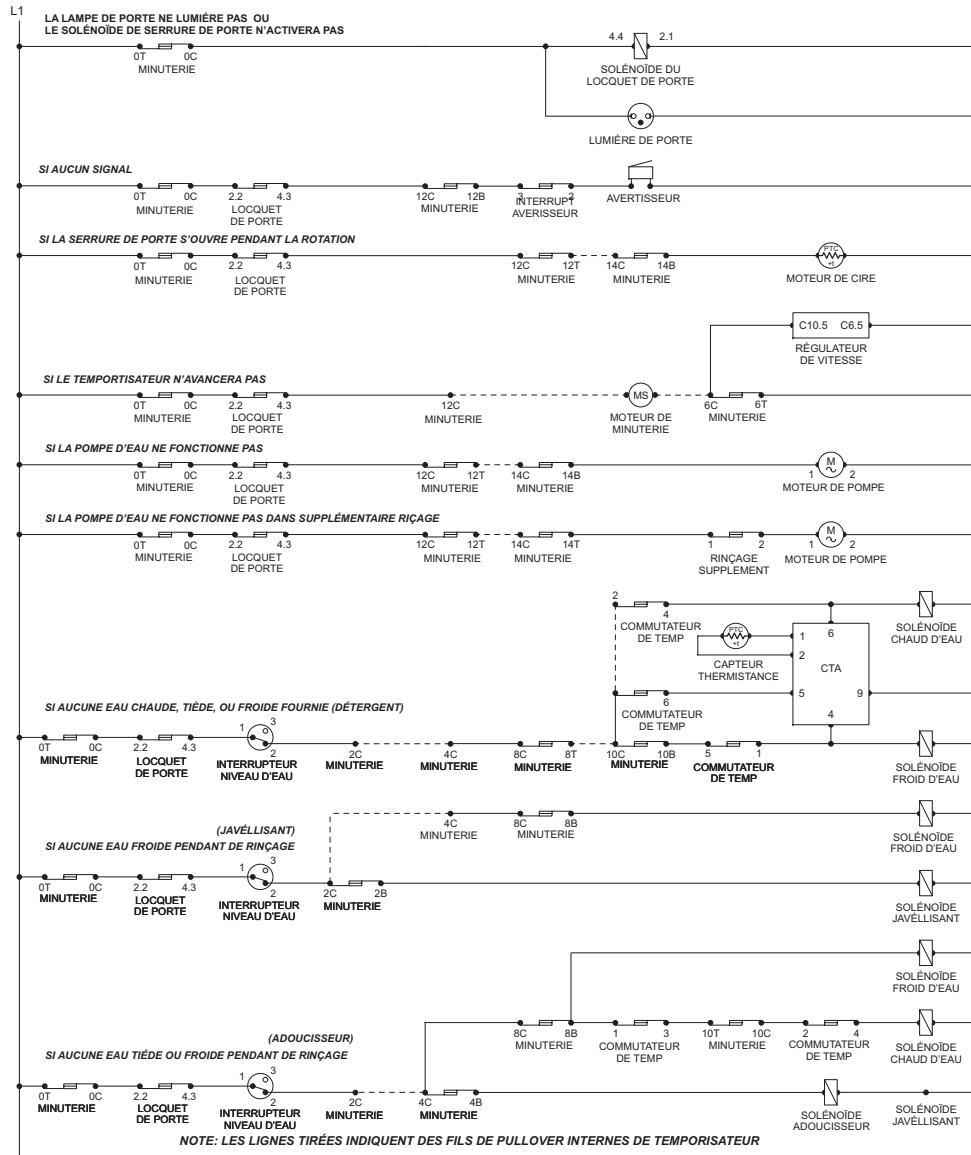 L1
LA LAMPE DE PORTE NE LUMIÉRE PAS OU
LE SOLÉNOÏDE DE SERRURE DE PORTE N'ACTIVERA PAS
4.4 2.1
0T 0C
MINUTERIE
SOLÉNOÏDE DU
LOCQUET DE PORTE
LUMIÉRE DE PORTE
SI AUCUN SIGNAL
0T 0C 2.2 4.3 12C 12B 3 2
MINUTERIE LOCQUET MINUTERIE INTERRUPT AVERTISSEUR
DE PORTE AVERISSEUR
SI LA SERRURE DE PORTE S'OUVRE PENDANT LA ROTATION
PTC
+t
0T 0C 2.2 4.3 12C 12T 14C 14B
MINUTERIE LOCQUET MINUTERIE MINUTERIE MOTEUR DE CIRE
DE PORTE
C10.5 C6.5
RÉGULATEUR
DE VITESSE
SI LE TEMPORTISATEUR N'AVANCERA PAS
MS
0T 0C 2.2 4.3 12C 6C 6T
MINUTERIE LOCQUET MINUTERIE MOTEUR DE MINUTERIE
DE PORTE MINUTERIE
SI LA POMPE D'EAU NE FONCTIONNE PAS
M
0T 0C 2.2 4.3 12C 12T 14C 14B 1 2
MINUTERIE LOCQUET MINUTERIE MINUTERIE MOTEUR DE POMPE
DE PORTE
SI LA POMPE D'EAU NE FONCTIONNE PAS DANS SUPPLÉMENTAIRE RIÇAGE
M
0T 0C 2.2 4.3 12C 12T 14C 14T 1 2 1 2
MINUTERIE LOCQUET MINUTERIE MINUTERIE RINÇAGE MOTEUR DE POMPE
DE PORTE SUPPLEMENT
2 4
COMMUTATEUR
DE TEMP
SOLÉNOÏDE
CHAUD D'EAU
PTC
+t
CAPTEUR
THERMISTANCE
1 6
2
CTA
5 9
4
6
COMMUTATEUR
DE TEMP
SI AUCUNE EAU CHAUDE, TIÈDE, OU FROIDE FOURNIE (DÉTERGENT)
1 3
0T 0C 2.2 4.3 2 2C 4C 8C 8T 10C 10B 5 1
MINUTERIE LOCQUET INTERRUPTEUR MINUTERIE MINUTERIE MINUTERIE MINUTERIE COMMUTATEUR SOLÉNOÏDE
DE PORTE NIVEAU D'EAU DE TEMP FROID D'EAU
4C 8C 8B
MINUTERIE MINUTERIE SOLÉNOÏDE
FROID D'EAU
(JAVÉLLISANT)
SI AUCUNE EAU FROIDE PENDANT DE RINÇAGE
1 3
0T 0C 2.2 4.3 2 2C 2B
MINUTERIE LOCQUET INTERRUPTEUR MINUTERIE SOLÉNOÏDE
DE PORTE NIVEAU D'EAU JAVÉLLISANT
SOLÉNOÏDE
FROID D'EAU
8C 8B 1 3 10T 10C 2 4
MINUTERIE COMMUTATEUR MINUTERIE COMMUTATEUR SOLÉNOÏDE
DE TEMP DE TEMP CHAUD D'EAU
(ADOUCISSEUR)
SI AUCUNE EAU TIÉDE OU FROIDE PENDANT DE RINÇAGE
1 3
0T 0C 2.2 4.3 2 2C 4C 4B
MINUTERIE LOCQUET INTERRUPTEUR MINUTERIE MINUTERIE SOLÉNOÏDE SOLÉNOÏDE
DE PORTE NIVEAU D'EAU ADOUCISSEUR JAVÉLLISANT
NOTE: LES LIGNES TIRÉES INDIQUENT DES FILS DE PULLOVER INTERNES DE TEMPORISATEUR